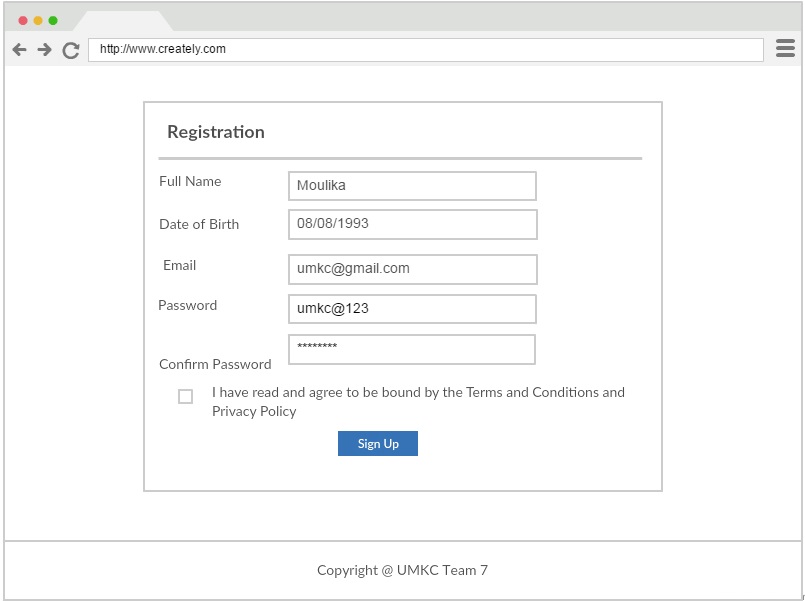 http://www.creately.com
Registration
Full Name
Moulika
Date of Birth
08/08/1993
Email
umkc@gmail.com
Password
umkc@123
********
Confirm Password
I have read and agree to be bound by the Terms and Conditions and
Privacy Policy
Sign Up
Copyright @ UMKC Team 7